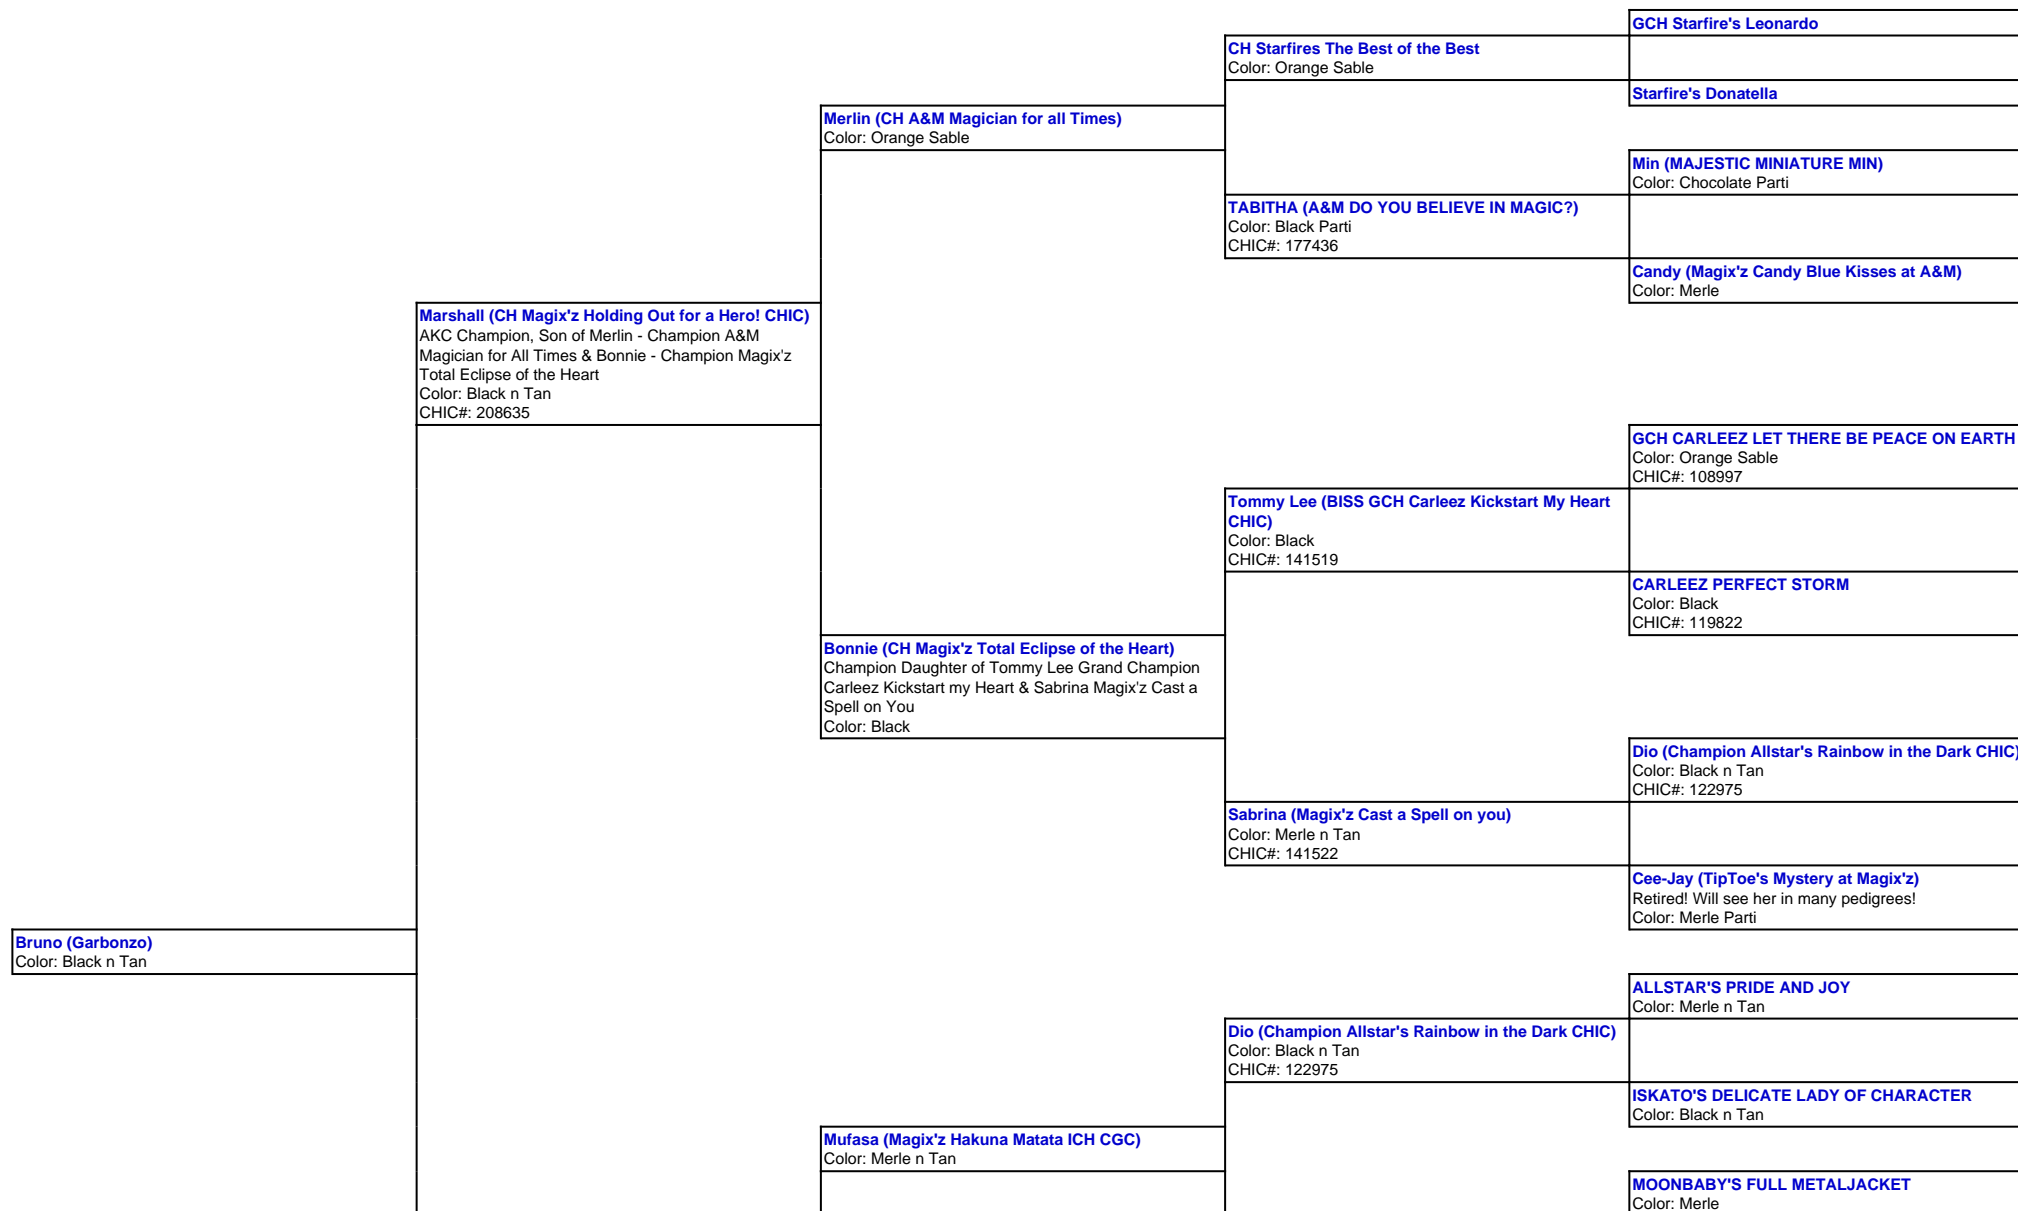 GCH Starfire's Leonardo
CH Starfires The Best of the Best
Color: Orange Sable
Starfire's Donatella
Merlin (CH A&M Magician for all Times)
Color: Orange Sable
Min (MAJESTIC MINIATURE MIN)
Color: Chocolate Parti
TABITHA (A&M DO YOU BELIEVE IN MAGIC?)
Color: Black Parti
CHIC#: 177436
Candy (Magix'z Candy Blue Kisses at A&M)
Color: Merle
Marshall (CH Magix'z Holding Out for a Hero! CHIC)
AKC Champion, Son of Merlin - Champion A&M
Magician for All Times & Bonnie - Champion Magix'z
Total Eclipse of the Heart
Color: Black n Tan
CHIC#: 208635
GCH CARLEEZ LET THERE BE PEACE ON EARTH
Color: Orange Sable
CHIC#: 108997
Tommy Lee (BISS GCH Carleez Kickstart My Heart
CHIC)
Color: Black
CHIC#: 141519
CARLEEZ PERFECT STORM
Color: Black
CHIC#: 119822
Bonnie (CH Magix'z Total Eclipse of the Heart)
Champion Daughter of Tommy Lee Grand Champion
Carleez Kickstart my Heart & Sabrina Magix'z Cast a
Spell on You
Color: Black
Dio (Champion Allstar's Rainbow in the Dark CHIC)
Color: Black n Tan
CHIC#: 122975
Sabrina (Magix'z Cast a Spell on you)
Color: Merle n Tan
CHIC#: 141522
Cee-Jay (TipToe's Mystery at Magix'z)
Retired! Will see her in many pedigrees!
Color: Merle Parti
Bruno (Garbonzo)
Color: Black n Tan
ALLSTAR'S PRIDE AND JOY
Color: Merle n Tan
Dio (Champion Allstar's Rainbow in the Dark CHIC)
Color: Black n Tan
CHIC#: 122975
ISKATO'S DELICATE LADY OF CHARACTER
Color: Black n Tan
Mufasa (Magix'z Hakuna Matata ICH CGC)
Color: Merle n Tan
MOONBABY'S FULL METALJACKET
Color: Merle